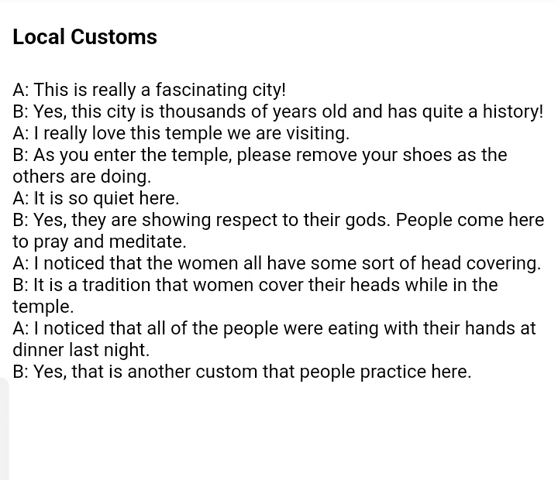 Local Customs
A: This is really a fascinating city!
B: Yes, this city is thousands of years old and has quite a history!
A: I really love this temple we are visiting.
B: As you enter the temple, please remove your shoes as the
others are doing.
A: It is so quiet here.
B: Yes, they are showing respect to their gods. People come here
to pray and meditate.
A: I noticed that the women all have some sort of head covering.
B: It is a tradition that women cover their heads while in the
temple.
A: I noticed that all of the people were eating with their hands at
dinner last night.
B: Yes, that is another custom that people practice here.